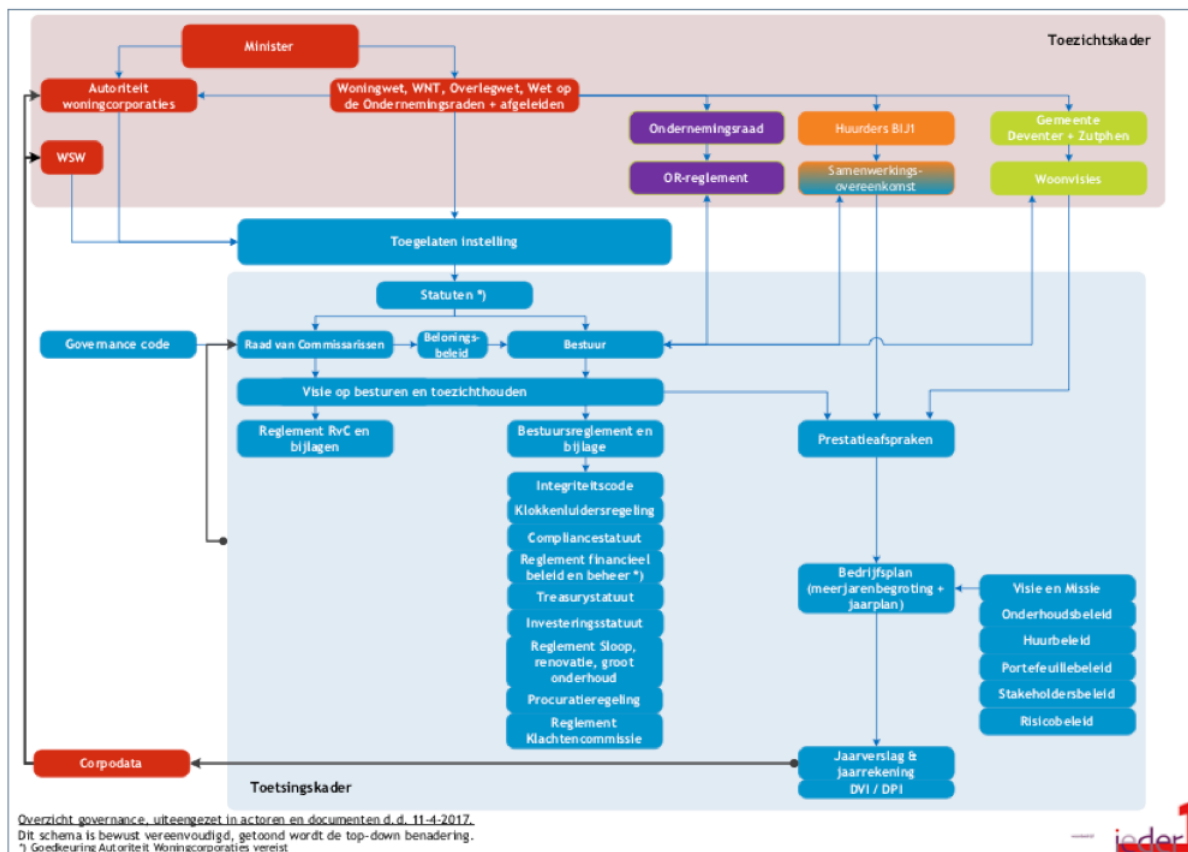 Minister
Toezichtskader
Autoriteit
woningcorporaties
Woningwet, WNT, Overlegwet, Wet op
de Ondernemingsraden + afgeleiden
Ondernemingsraad
Huurders BIJ1
Gemeente
Deventer + Zutphen
WSW
OR-reglement
Samenwerkings-
overeenkomst
Woonvisies
Toegelaten instelling
Statuten *)
Governance code
Raad van Commissarissen
Belonings-
beleid
Bestuur
Visie op besturen en toezichthouden
Reglement RvC en
bijlagen
Bestuursreglement en
bijlage
Prestatieafspraken
Integriteitscode
Klokkenluidersregeling
Compliancestatuut
Reglement financieel
beleid en beheer *)
Treasurystatuut
Investeringsstatuut
Reglement Sloop,
renovatie, groot
onderhoud
Procuratieregeling
Reglement
Klachtencommissie
Bedrijfsplan
(meerjarenbegroting +
jaarplan)
Visie en Missie
Onderhoudsbeleid
Huurbeleid
Portefeuillebeleid
Stakeholdersbeleid
Risicobeleid
Corpodata
Jaarverslag &
jaarrekening
DVI / DPI
Toetsingskader
Overzicht governance, uiteengezet in actoren en documenten d.d. 11-4-2017.
Dit schema is bewust vereenvoudigd, getoond wordt de top-down benadering.
*) Goedkeuring Autoriteit Woningcorporaties vereist
ieder1